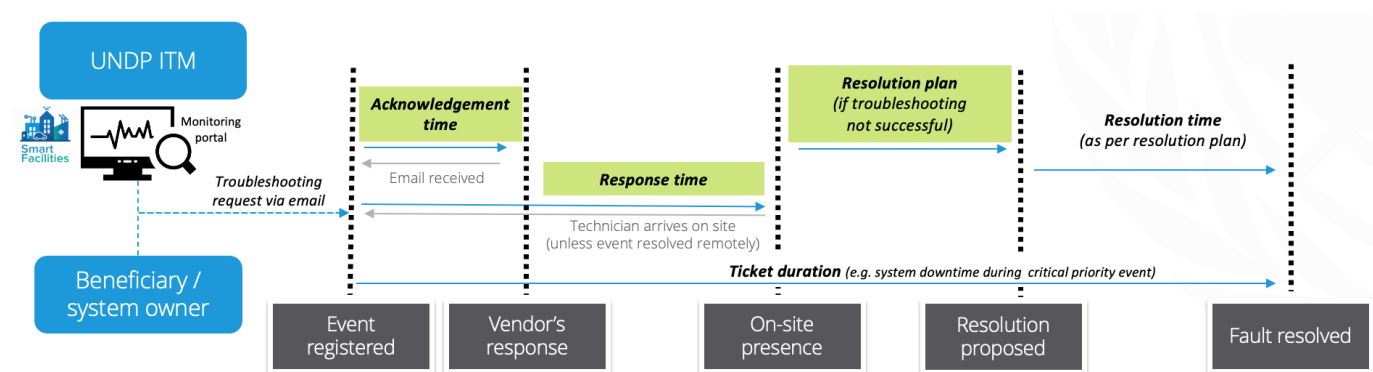 UNDP ITM
Smart
Facilities
Monitoring
portal
Troubleshooting
request via email
Beneficiary /
system owner
Acknowledgement
time
Email received
Response time
Technician arrives on site
(unless event resolved remotely)
Resolution plan
(if troubleshooting
not successful)
Resolution time
(as per resolution plan)
Ticket duration (e.g. system downtime during critical priority event)
Event
registered
Vendor's
response
On-site
presence
Resolution
proposed
Fault resolved